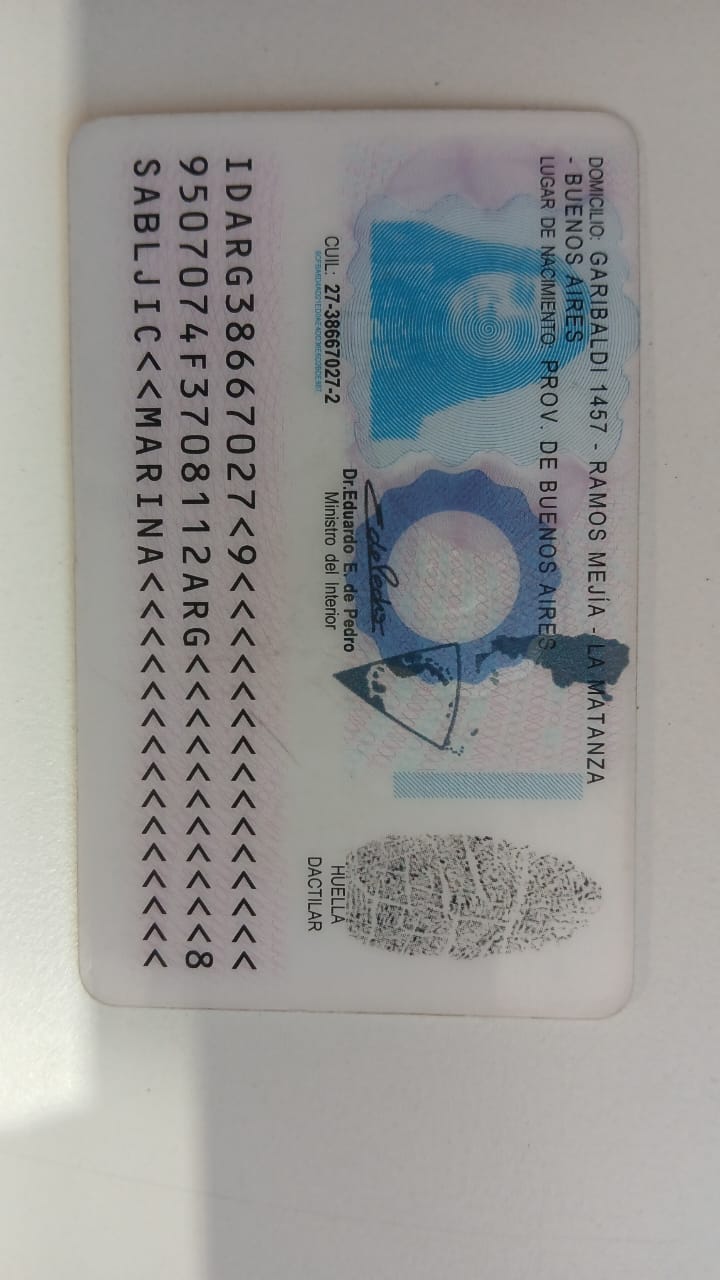 DOMICILIO: GARIBALDI 1457 - RAMOS MEJÍA - LA MATANZA
- BUENOS AIRES
LUGAR DE NACIMIENTO: PROV. DE BUENOS AIRES
CUIL: 27-38667027-2
Dr.Eduardo E. de Pedro
Ministro del Interior
HUELLA
DACTILAR
IDARG38667027<9<<<<<<<<<<<<<<<
9507074F3708112ARG<<<<<<<<<<<8
SABLJIC<<MARINA<<<<<<<<<<<<<<<